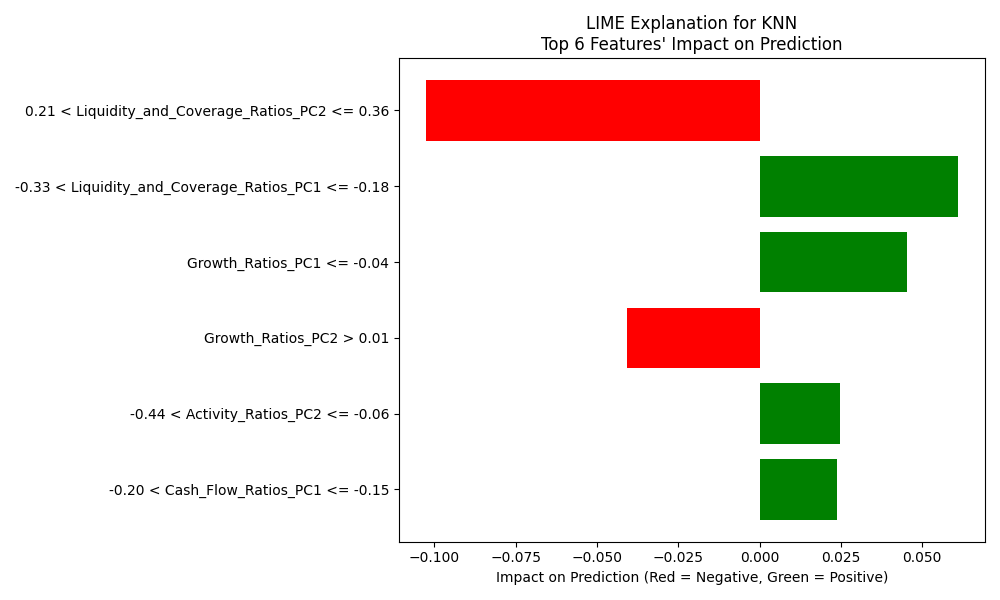 LIME Explanation for KNN
Top 6 Features' Impact on Prediction
0.21 < Liquidity_and_Coverage_Ratios_PC2 <= 0.36
-0.33 < Liquidity_and_Coverage_Ratios_PC1 <= -0.18
Growth_Ratios_PC1 <= -0.04
Growth_Ratios_PC2 > 0.01
-0.44 < Activity_Ratios_PC2 <= -0.06
-0.20 < Cash_Flow_Ratios_PC1 <= -0.15
−0.100 −0.075 −0.050 −0.025 0.000 0.025 0.050
Impact on Prediction (Red = Negative, Green = Positive)